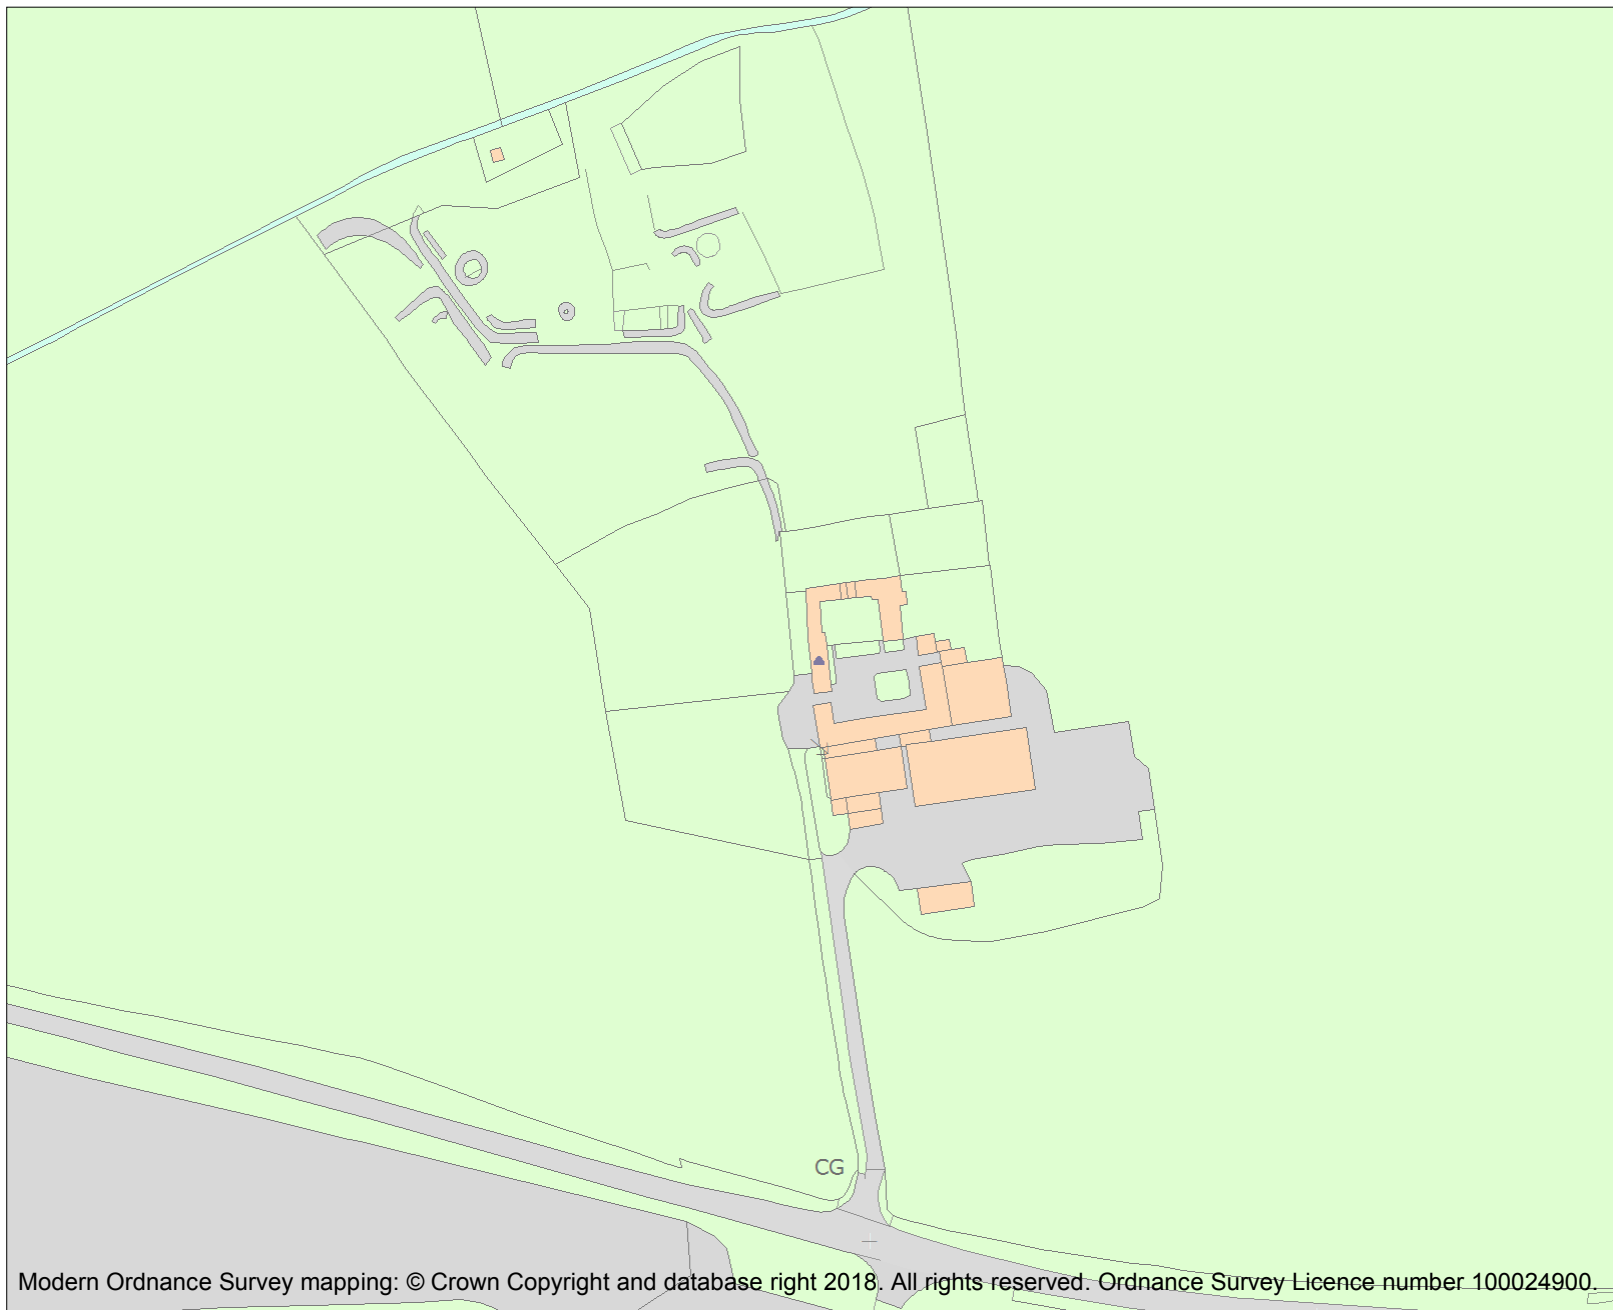 CG
Modern Ordnance Survey mapping: © Crown Copyright and database right 2018. All rights reserved. Ordnance Survey Licence number 100024900.